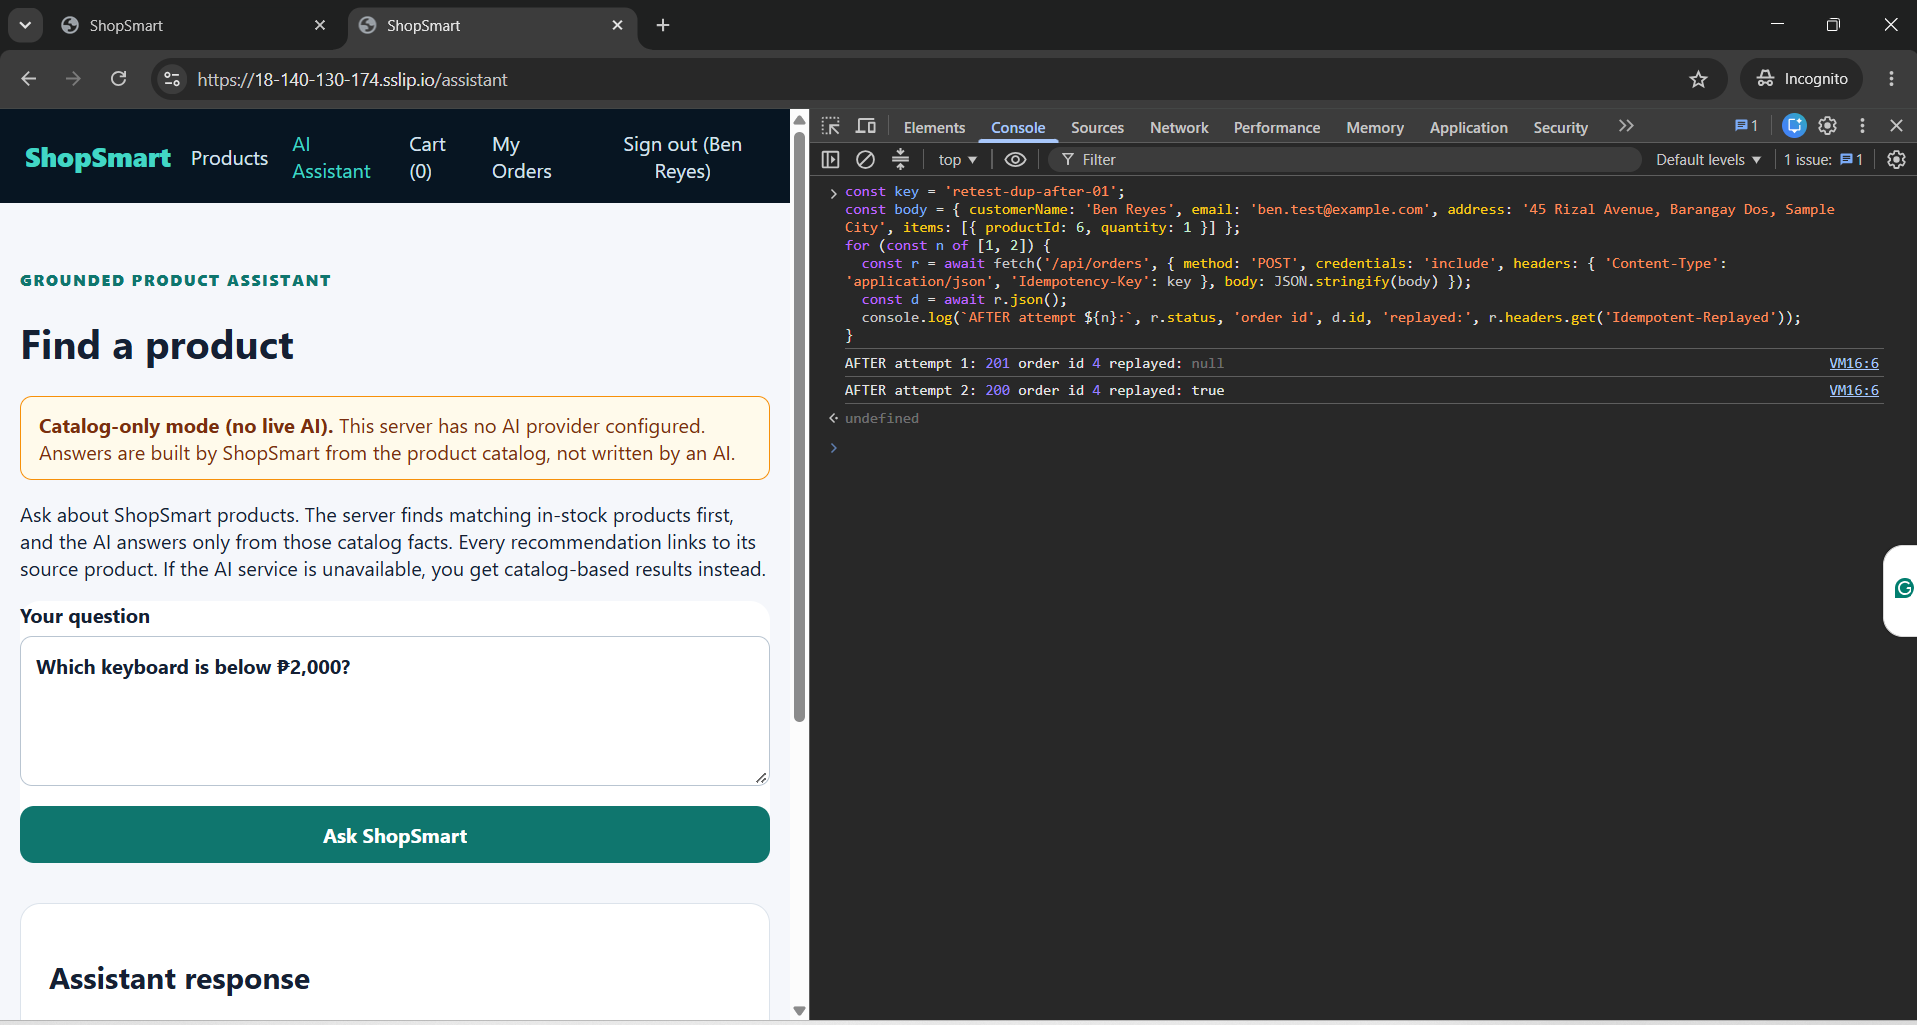 ShopSmart
ShopSmart
https://18-140-130-174.sslip.io/assistant
Incognito
ShopSmart
Products
AI Assistant
Cart (0)
My Orders
Sign out (Ben Reyes)
GROUNDED PRODUCT ASSISTANT
Find a product
Catalog-only mode (no live AI). This server has no AI provider configured.
Answers are built by ShopSmart from the product catalog, not written by an AI.
Ask about ShopSmart products. The server finds matching in-stock products first,
and the AI answers only from those catalog facts. Every recommendation links to its
source product. If the AI service is unavailable, you get catalog-based results instead.
Your question
Which keyboard is below ₱2,000?
Ask ShopSmart
Assistant response
Elements Console Sources Network Performance Memory Application Security 1
top Filter Default levels 1 issue: 1
const key = 'retest-dup-after-01';
const body = { customerName: 'Ben Reyes', email: 'ben.test@example.com', address: '45 Rizal Avenue, Barangay Dos, Sample
City', items: [{ productId: 6, quantity: 1 }] };
for (const n of [1, 2]) {
const r = await fetch('/api/orders', { method: 'POST', credentials: 'include', headers: { 'Content-Type':
'application/json', 'Idempotency-Key': key }, body: JSON.stringify(body) });
const d = await r.json();
console.log(`AFTER attempt ${n}:`, r.status, 'order id', d.id, 'replayed:', r.headers.get('Idempotent-Replayed'));
}
AFTER attempt 1: 201 order id 4 replayed: null VM16:6
AFTER attempt 2: 200 order id 4 replayed: true VM16:6
undefined